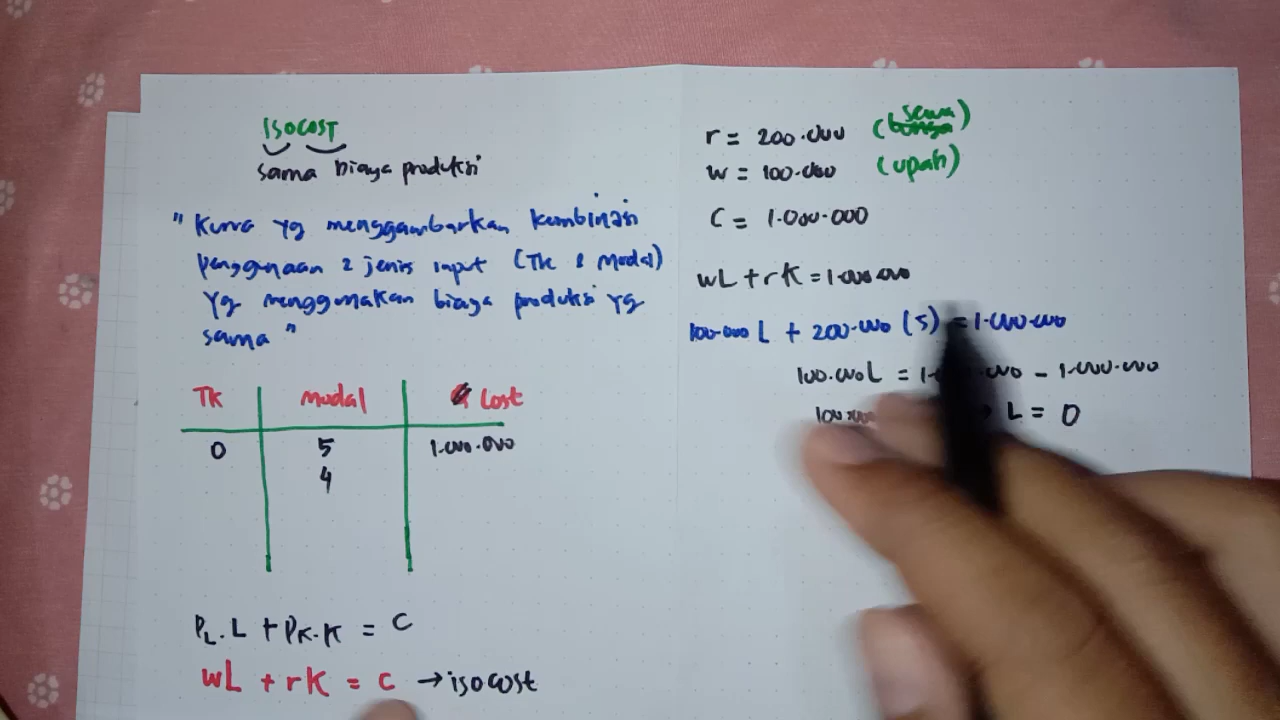 ISOCOST
sama biaya produksi
" Kurva yg menggambarkan kombinasi
penggunaan 2 jenis input (TK & Modal)
yg menggunakan biaya produksi yg
sama "
TK modal Cost
0 5 1.000.000
4
PL.L + PK.K = C
wL + rK = C → isocost
r = 200.000 (sewa)
w = 100.000 (upah)
C = 1.000.000
wL + rK = 1.000.000
100.000 L + 200.000 (5) = 1.000.000
100.000L = 1. .000 - 1.000.000
L = 0